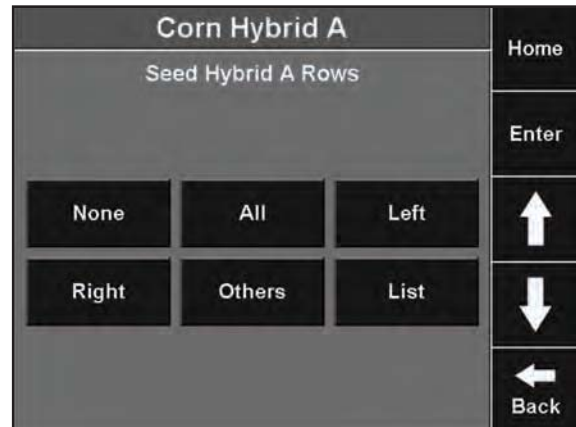 Corn Hybrid A
Seed Hybrid A Rows
None
All
Left
Right
Others
List
Home
Enter
Back